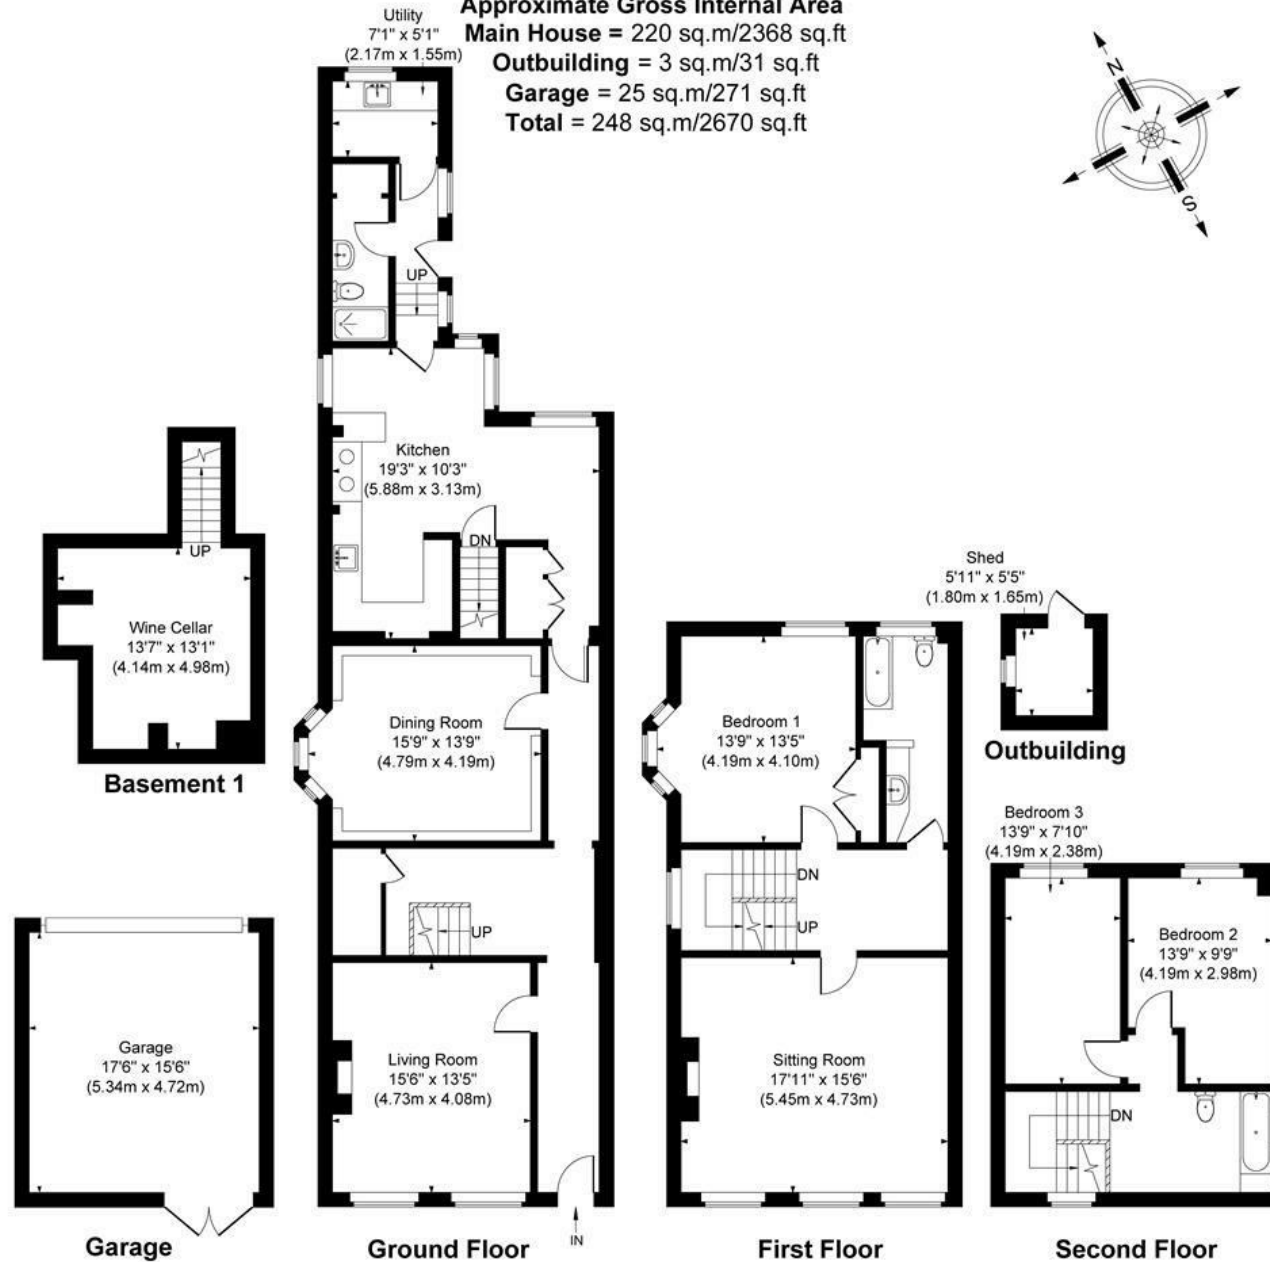 Approximate Gross Internal Area
Main House = 220 sq.m/2368 sq.ft
Outbuilding = 3 sq.m/31 sq.ft
Garage = 25 sq.m/271 sq.ft
Total = 248 sq.m/2670 sq.ft
N
S
Utility
7'1" x 5'1"
(2.17m x 1.55m)
UP
Kitchen
19'3" x 10'3"
(5.88m x 3.13m)
DN
UP
Wine Cellar
13'7" x 13'1"
(4.14m x 4.98m)
Basement 1
Dining Room
15'9" x 13'9"
(4.79m x 4.19m)
UP
Living Room
15'6" x 13'5"
(4.73m x 4.08m)
IN
Ground Floor
Garage
17'6" x 15'6"
(5.34m x 4.72m)
Garage
Bedroom 1
13'9" x 13'5"
(4.19m x 4.10m)
DN
UP
Sitting Room
17'11" x 15'6"
(5.45m x 4.73m)
First Floor
Shed
5'11" x 5'5"
(1.80m x 1.65m)
Outbuilding
Bedroom 3
13'9" x 7'10"
(4.19m x 2.38m)
Bedroom 2
13'9" x 9'9"
(4.19m x 2.98m)
DN
Second Floor